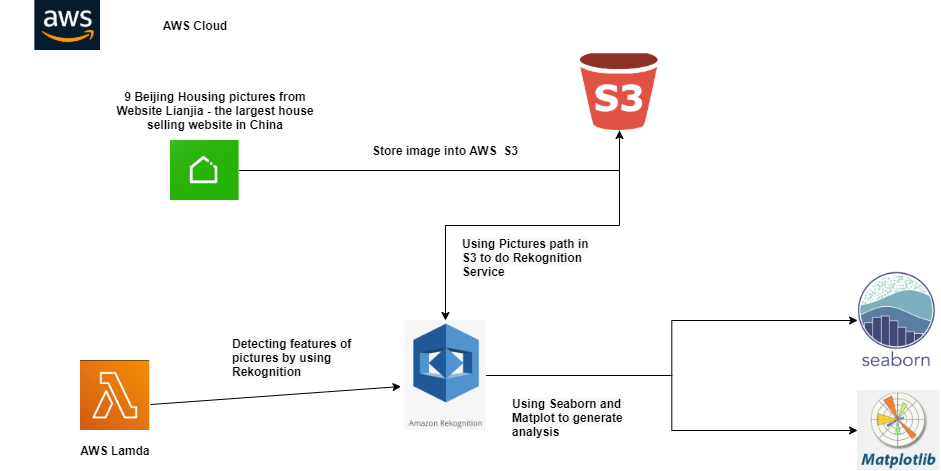 aws
AWS Cloud
9 Beijing Housing pictures from
Website Lianjia - the largest house
selling website in China
S3
Store image into AWS S3
Using Pictures path in
S3 to do Rekognition
Service
Detecting features of
pictures by using
Rekognition
AWS Lamda
Amazon Rekognition
Using Seaborn and
Matplot to generate
analysis
seaborn
Matplotlib